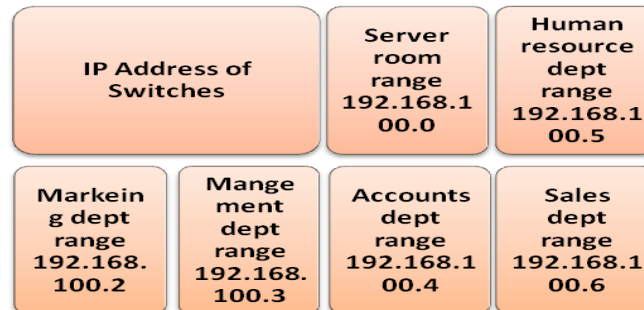 IP Address of
Switches
Server
room
range
192.168.1
00.0
Human
resource
dept
range
192.168.1
00.5
Markein
g dept
range
192.168.
100.2
Mange
ment
dept
range
192.168.
100.3
Accounts
dept
range
192.168.1
00.4
Sales
dept
range
192.168.1
00.6